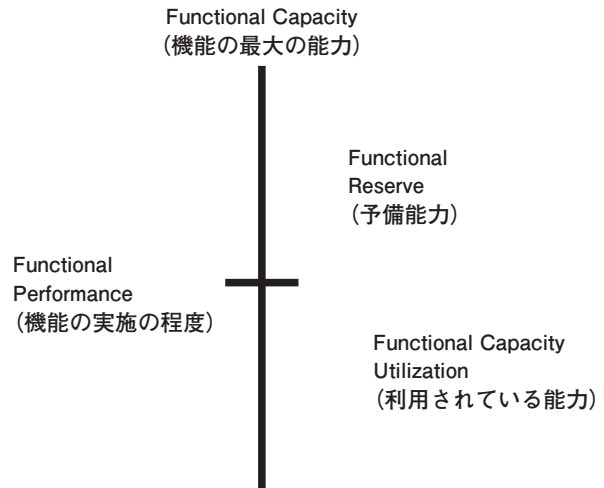 Functional Capacity
(機能の最大の能力)
Functional
Reserve
(予備能力)
Functional
Performance
(機能の実施の程度)
Functional Capacity
Utilization
(利用されている能力)